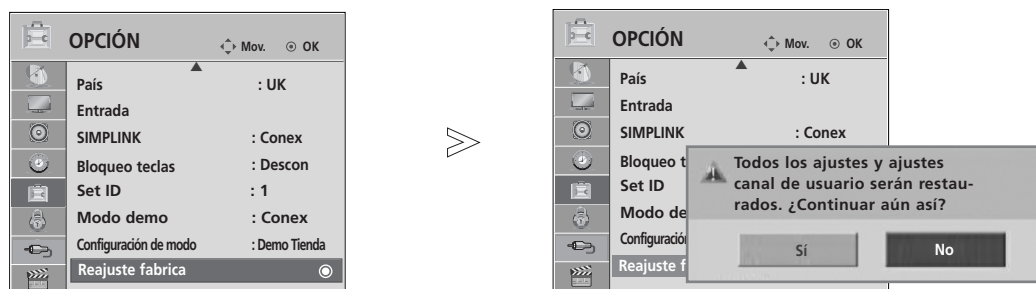 OPCIÓN Mov. OK
País : UK
Entrada
SIMPLINK : Conex
Bloqueo teclas : Descon
Set ID : 1
Modo demo : Conex
Configuración de modo : Demo Tienda
Reajuste fabrica
OPCIÓN Mov. OK
País : UK
Entrada
SIMPLINK : Conex
Bloqueo t
Set ID
Modo de
Configuración
Reajuste f
Todos los ajustes y ajustes
canal de usuario serán restau-
rados. ¿Continuar aún así?
Sí No